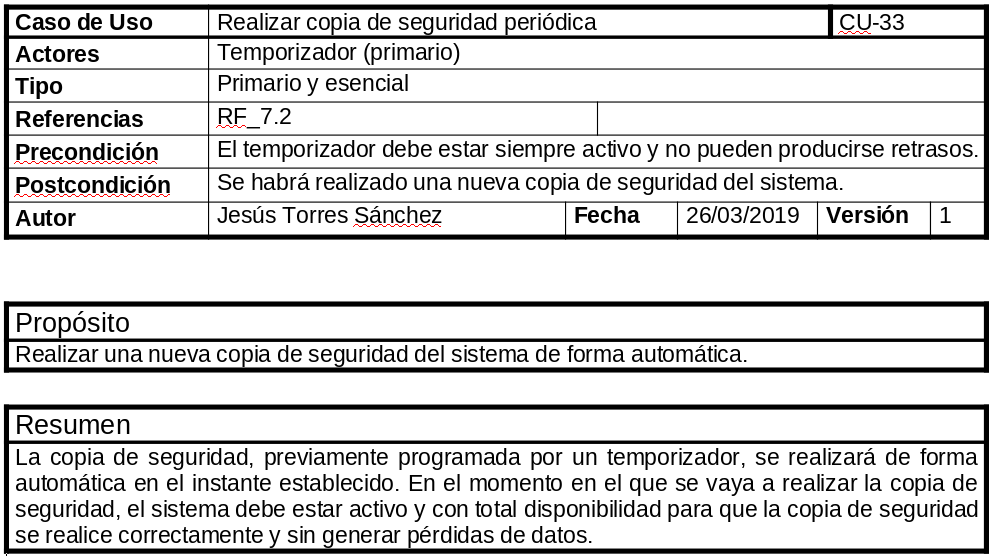 Caso de Uso Realizar copia de seguridad periódica CU-33
Actores Temporizador (primario)
Tipo Primario y esencial
Referencias RF_7.2
Precondición El temporizador debe estar siempre activo y no pueden producirse retrasos.
Postcondición Se habrá realizado una nueva copia de seguridad del sistema.
Autor Jesús Torres Sánchez Fecha 26/03/2019 Versión 1
Propósito
Realizar una nueva copia de seguridad del sistema de forma automática.
Resumen
La copia de seguridad, previamente programada por un temporizador, se realizará de forma
automática en el instante establecido. En el momento en el que se vaya a realizar la copia de
seguridad, el sistema debe estar activo y con total disponibilidad para que la copia de seguridad
se realice correctamente y sin generar pérdidas de datos.